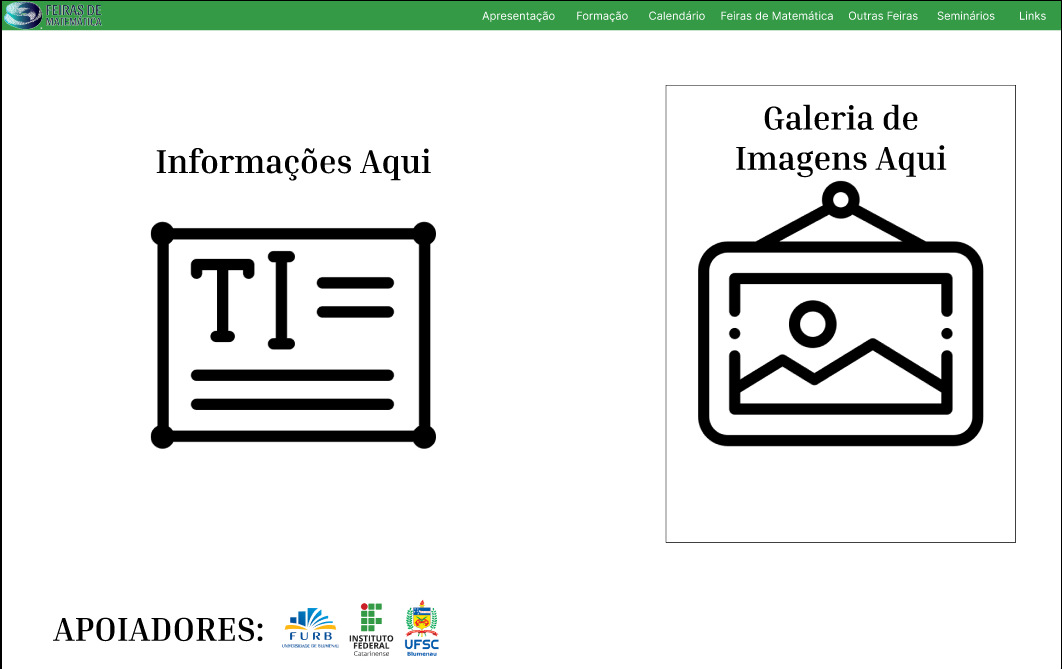 FEIRAS DE
MATEMÁTICA
Apresentação Formação Calendário Feiras de Matemática Outras Feiras Seminários Links
Informações Aqui
Galeria de
Imagens Aqui
TI
APOIADORES:
FURB
UNIVERSIDADE DE BLUMENAU
INSTITUTO
FEDERAL
Catarinense
UFSC
Blumenau